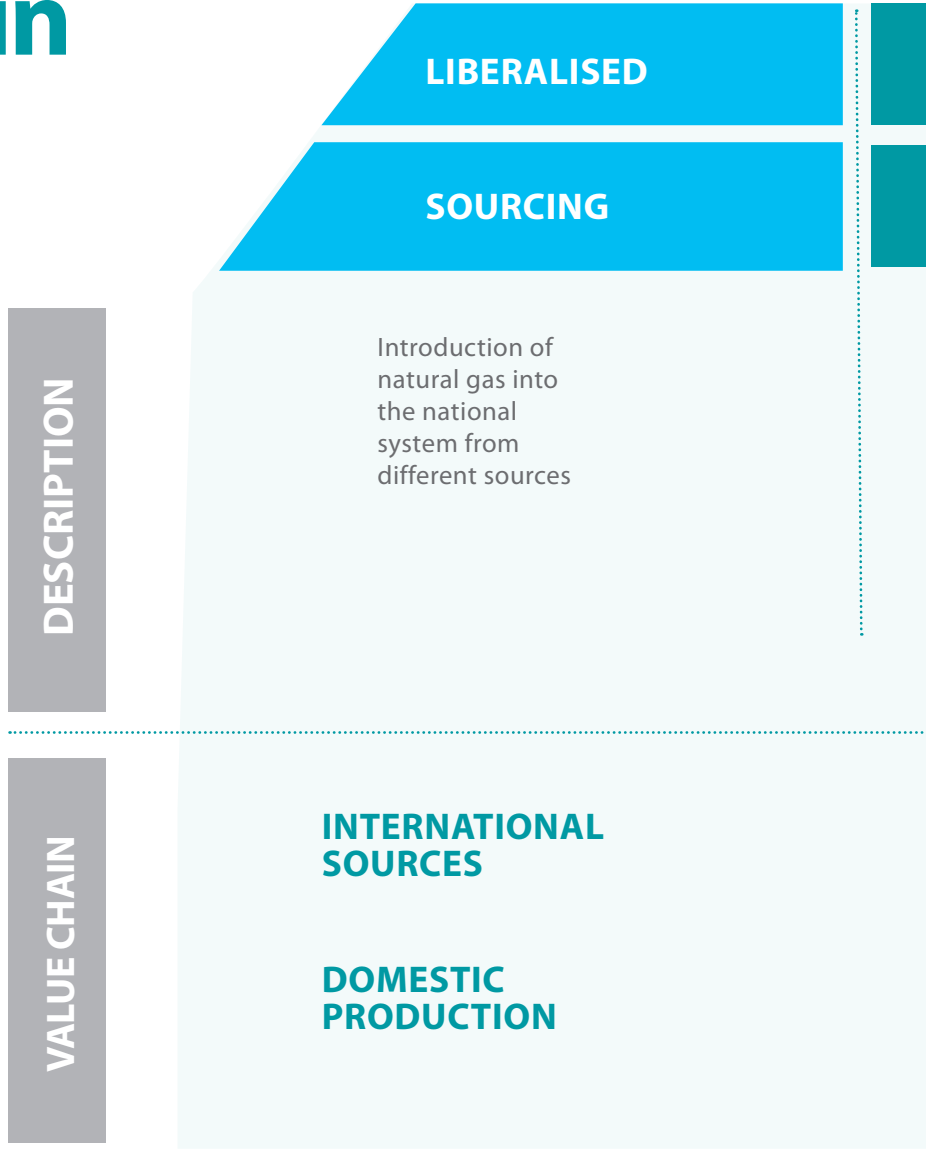 LIBERALISED
SOURCING
DESCRIPTION
Introduction of
natural gas into
the national
system from
different sources
VALUE CHAIN
INTERNATIONAL
SOURCES
DOMESTIC
PRODUCTION